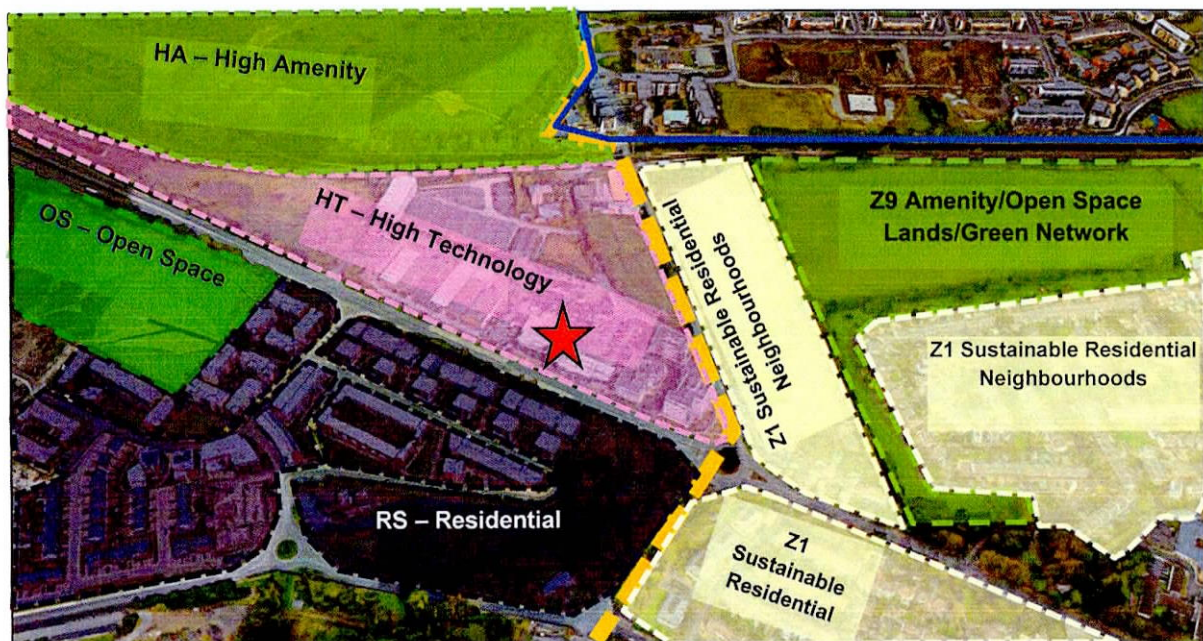 HA – High Amenity
HT – High Technology
OS – Open Space
Z1 Sustainable Residential
Neighbourhoods
Z9 Amenity/Open Space
Lands/Green Network
Z1 Sustainable Residential
Neighbourhoods
RS – Residential
Z1
Sustainable
Residential